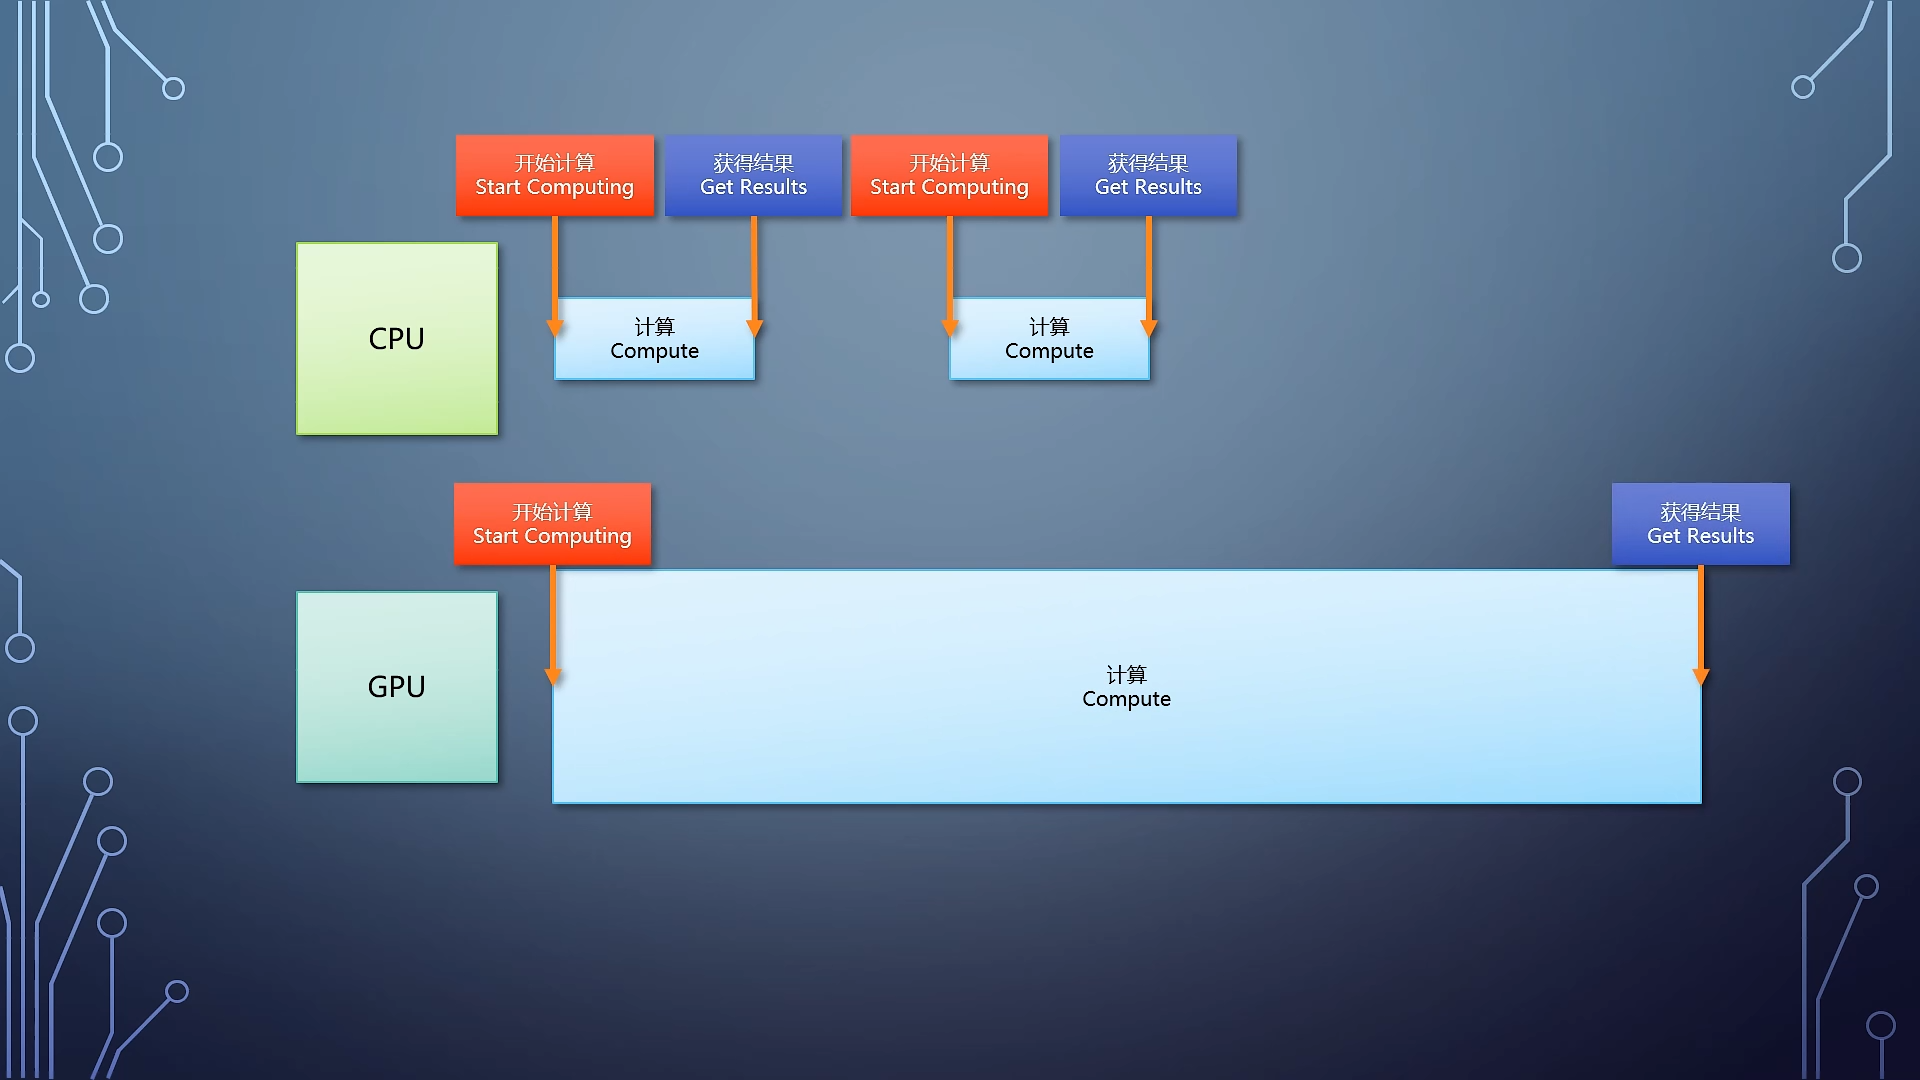 开始计算
Start Computing
获得结果
Get Results
开始计算
Start Computing
获得结果
Get Results
CPU
计算
Compute
计算
Compute
开始计算
Start Computing
获得结果
Get Results
GPU
计算
Compute